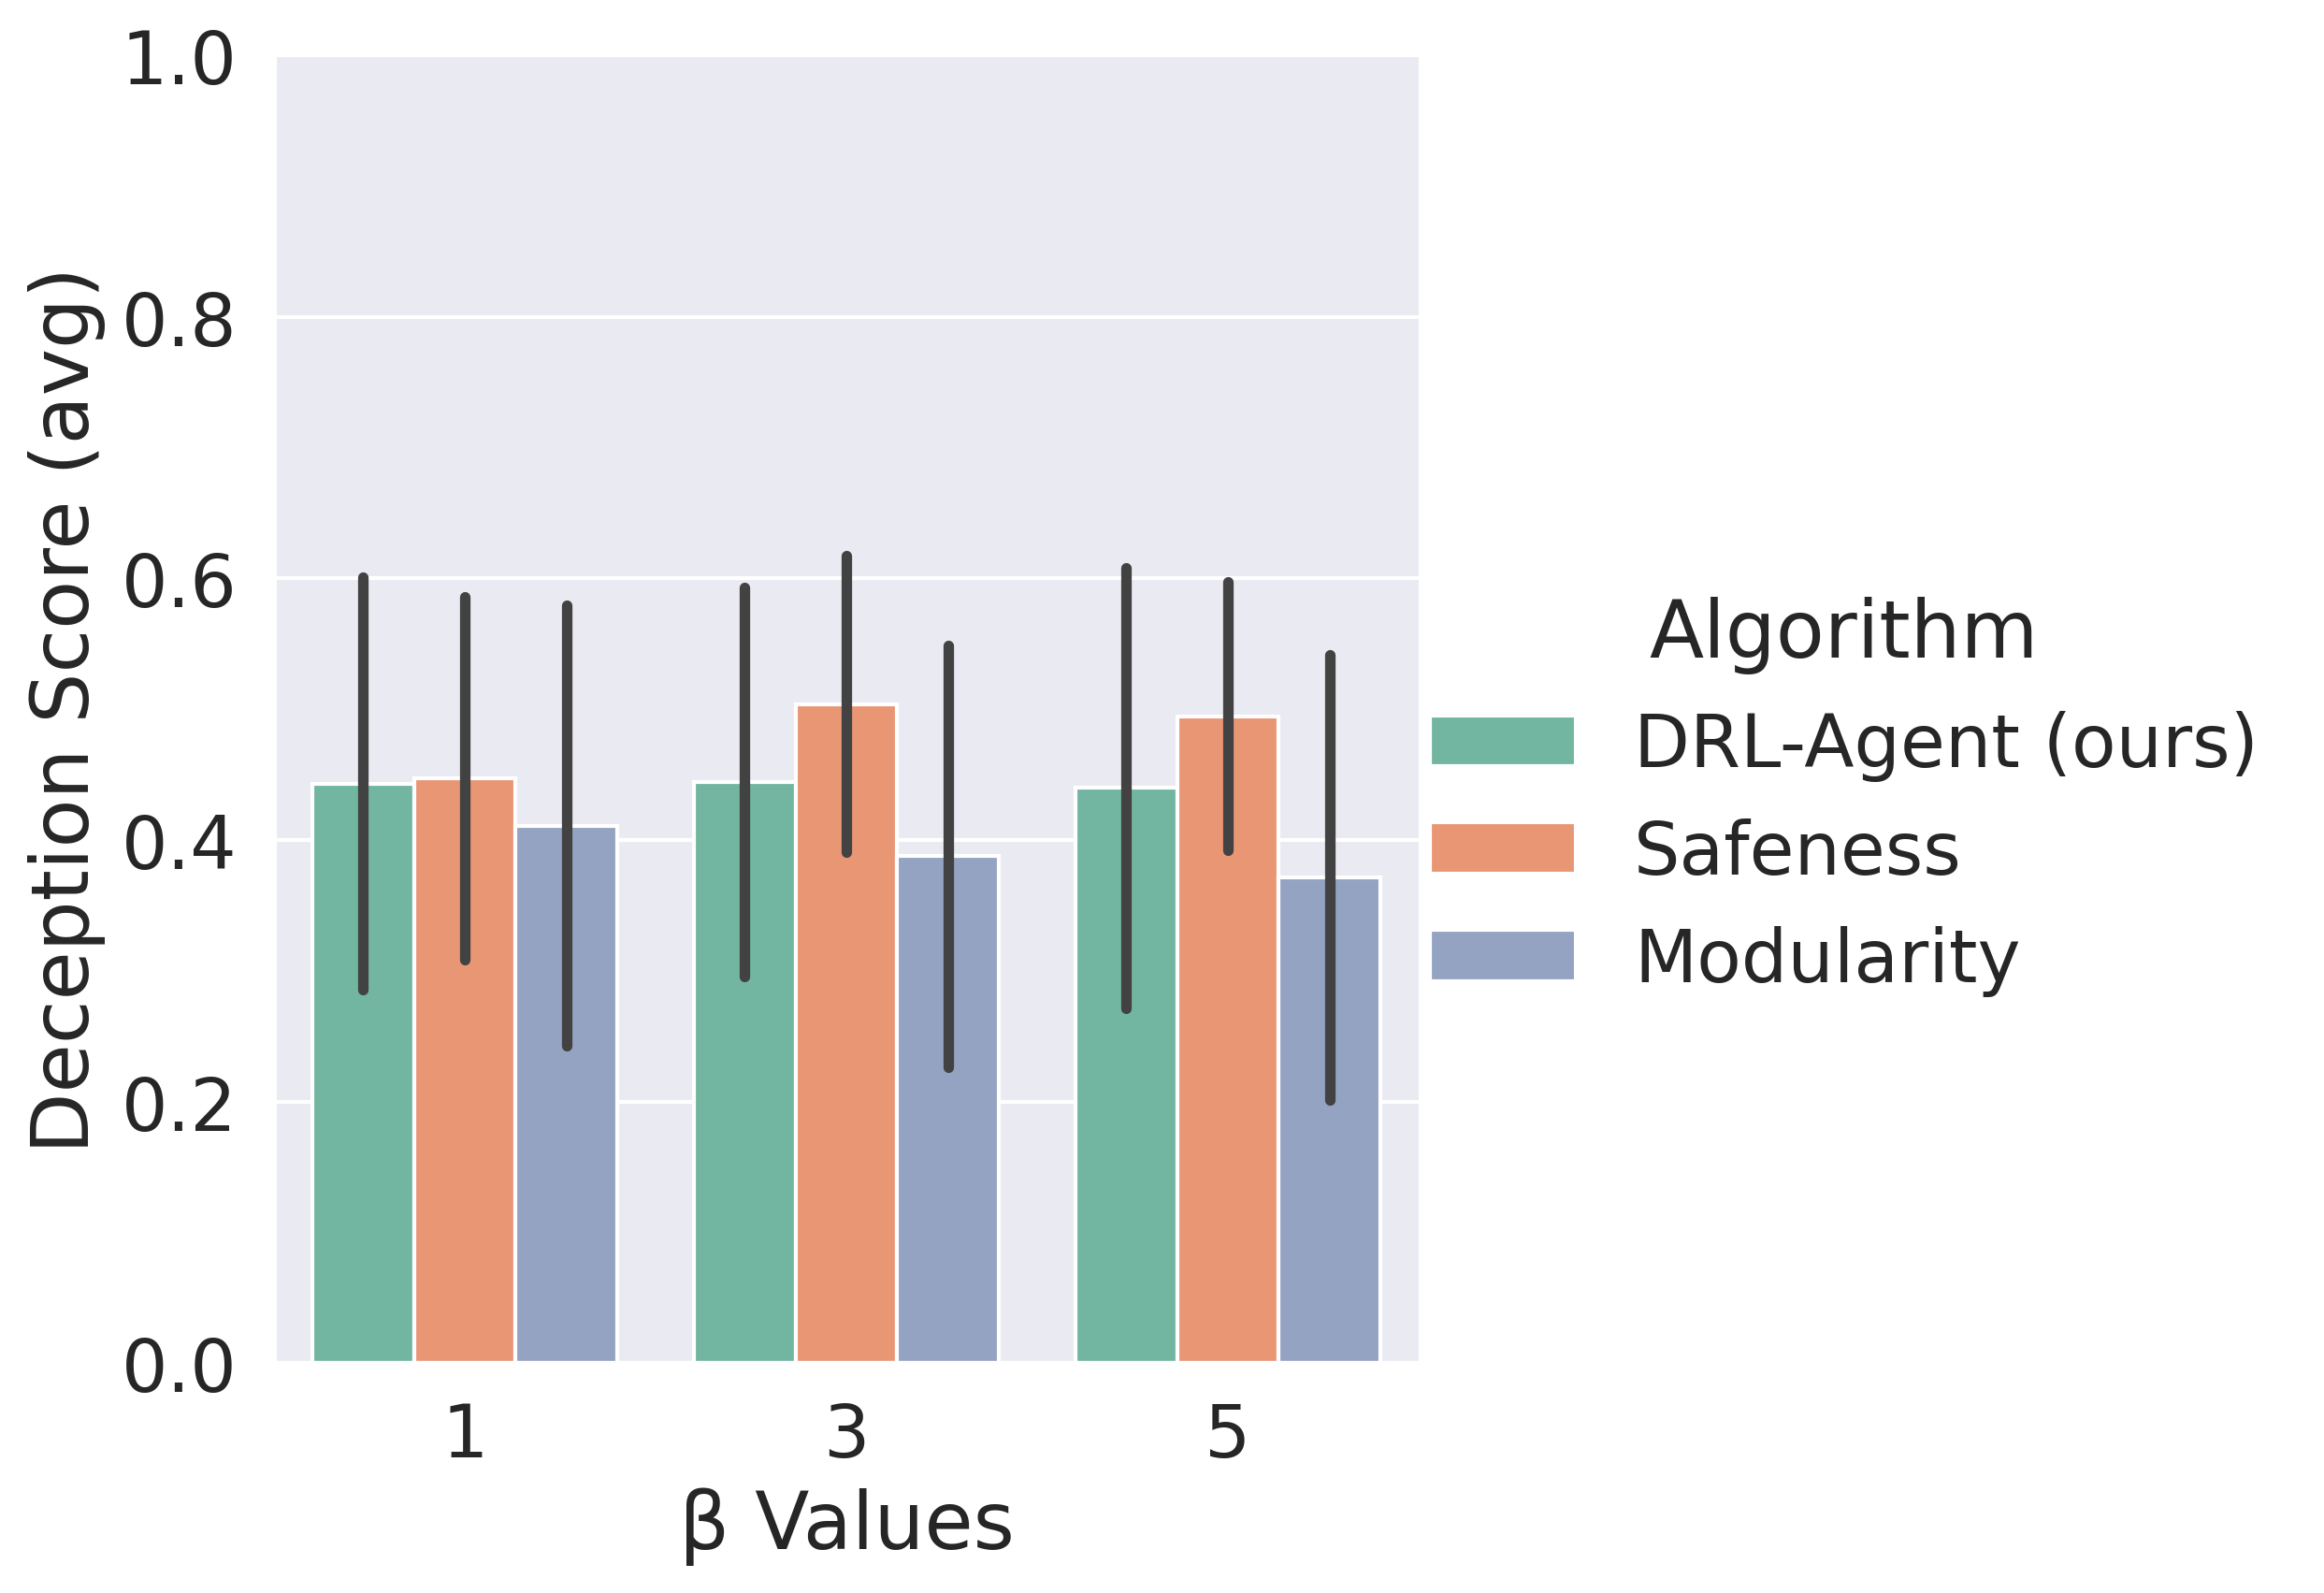 Deception Score (avg)
1.0
0.8
0.6
0.4
0.2
0.0
1 3 5
β Values
Algorithm
DRL-Agent (ours)
Safeness
Modularity